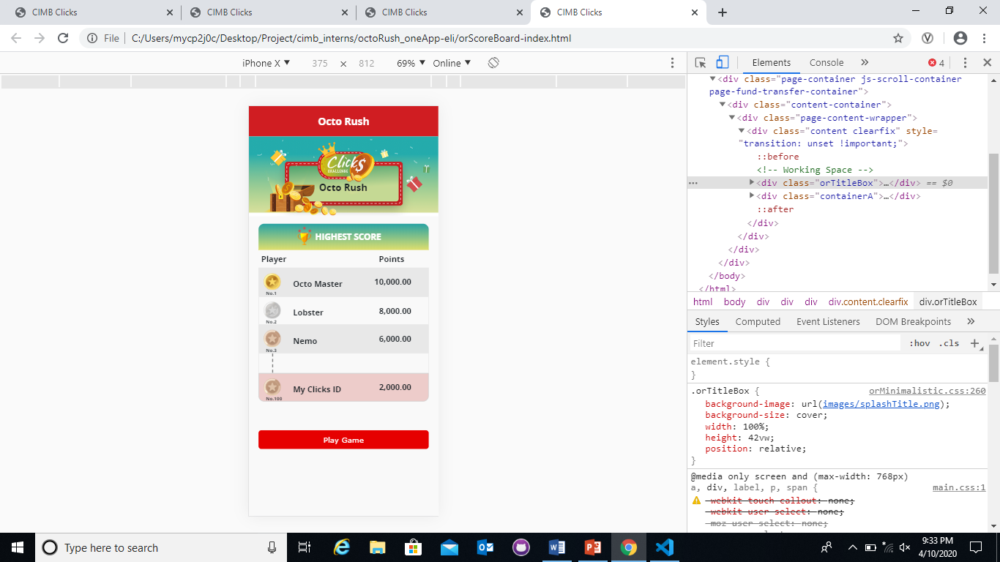 CIMB Clicks
CIMB Clicks
CIMB Clicks
CIMB Clicks
File C:/Users/mycp2j0c/Desktop/Project/cimb_interns/octoRush_oneApp-eli/orScoreBoard-index.html
iPhone X ▼ 375 × 812 69% ▼ Online ▼
Octo Rush
Clicks
CHALLENGE
Octo Rush
HIGHEST SCORE
Player Points
No.1 Octo Master 10,000.00
No.2 Lobster 8,000.00
No.3 Nemo 6,000.00
No.100 My Clicks ID 2,000.00
Play Game
Elements Console » 4
▼<div class="page-container js-scroll-container
page-fund-transfer-container">
▼<div class="content-container">
▼<div class="page-content-wrapper">
▼<div class="content clearfix" style=
"transition: unset !important;">
::before
<!-- Working Space -->
… ▶<div class="orTitleBox">…</div> == $0
▶<div class="containerA">…</div>
::after
</div>
</div>
</div>
</div>
</body>
</html>
html body div div div div.content.clearfix div.orTitleBox
Styles Computed Event Listeners DOM Breakpoints »
Filter :hov .cls +
element.style {
}
.orTitleBox { orMinimalistic.css:260
background-image: url(images/splashTitle.png);
background-size: cover;
width: 100%;
height: 42vw;
position: relative;
}
@media only screen and (max-width: 768px)
a, div, label, p, span { main.css:1
-webkit-touch-callout: none;
-webkit-user-select: none;
-moz-user-select: none;
Type here to search
9:33 PM
4/10/2020